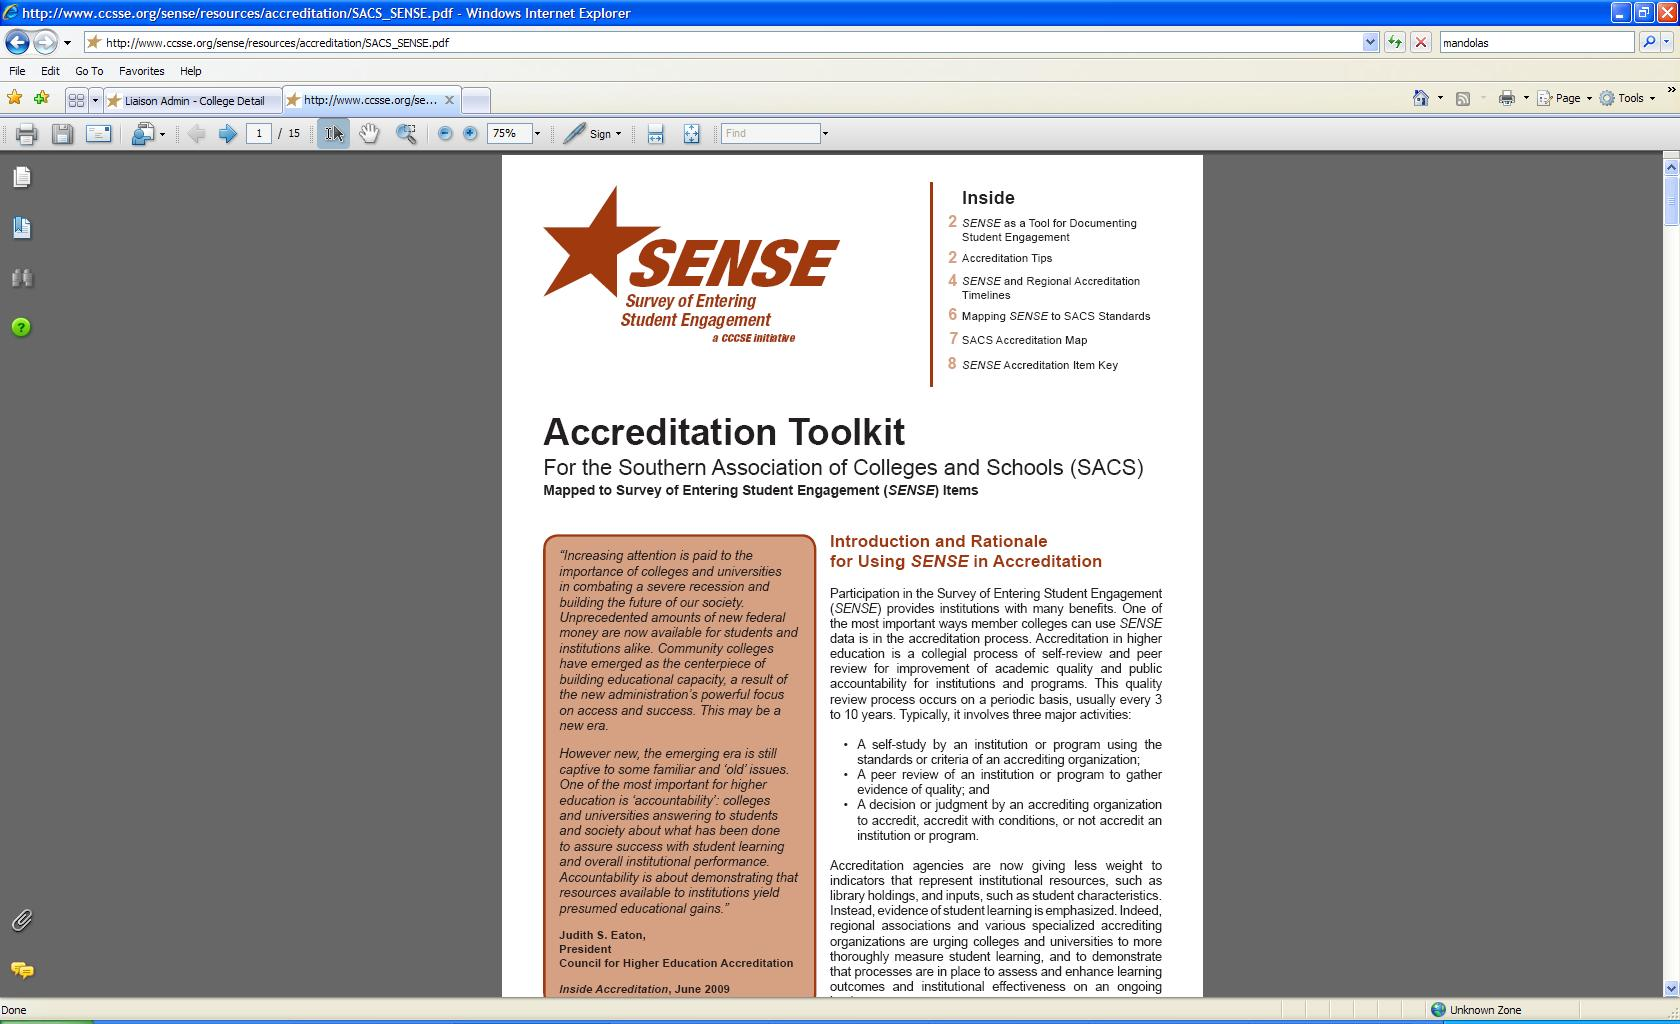 http://www.ccsse.org/sense/resources/accreditation/SACS_SENSE.pdf - Windows Internet Explorer
http://www.ccsse.org/sense/resources/accreditation/SACS_SENSE.pdf
mandolas
File Edit Go To Favorites Help
Liaison Admin - College Detail
http://www.ccsse.org/se...
Page Tools
1 / 15
75%
Sign
Find
SENSE
Survey of Entering
Student Engagement
a CCCSE initiative
Inside
2 SENSE as a Tool for Documenting
Student Engagement
2 Accreditation Tips
4 SENSE and Regional Accreditation
Timelines
6 Mapping SENSE to SACS Standards
7 SACS Accreditation Map
8 SENSE Accreditation Item Key
Accreditation Toolkit
For the Southern Association of Colleges and Schools (SACS)
Mapped to Survey of Entering Student Engagement (SENSE) Items
“Increasing attention is paid to the
importance of colleges and universities
in combating a severe recession and
building the future of our society.
Unprecedented amounts of new federal
money are now available for students and
institutions alike. Community colleges
have emerged as the centerpiece of
building educational capacity, a result of
the new administration’s powerful focus
on access and success. This may be a
new era.
However new, the emerging era is still
captive to some familiar and ‘old’ issues.
One of the most important for higher
education is ‘accountability’: colleges
and universities answering to students
and society about what has been done
to assure success with student learning
and overall institutional performance.
Accountability is about demonstrating that
resources available to institutions yield
presumed educational gains.”
Judith S. Eaton,
President
Council for Higher Education Accreditation
Inside Accreditation, June 2009
Introduction and Rationale
for Using SENSE in Accreditation
Participation in the Survey of Entering Student Engagement
(SENSE) provides institutions with many benefits. One of
the most important ways member colleges can use SENSE
data is in the accreditation process. Accreditation in higher
education is a collegial process of self-review and peer
review for improvement of academic quality and public
accountability for institutions and programs. This quality
review process occurs on a periodic basis, usually every 3
to 10 years. Typically, it involves three major activities:
• A self-study by an institution or program using the
standards or criteria of an accrediting organization;
• A peer review of an institution or program to gather
evidence of quality; and
• A decision or judgment by an accrediting organization
to accredit, accredit with conditions, or not accredit an
institution or program.
Accreditation agencies are now giving less weight to
indicators that represent institutional resources, such as
library holdings, and inputs, such as student characteristics.
Instead, evidence of student learning is emphasized. Indeed,
regional associations and various specialized accrediting
organizations are urging colleges and universities to more
thoroughly measure student learning, and to demonstrate
that processes are in place to assess and enhance learning
outcomes and institutional effectiveness on an ongoing
Done
Unknown Zone